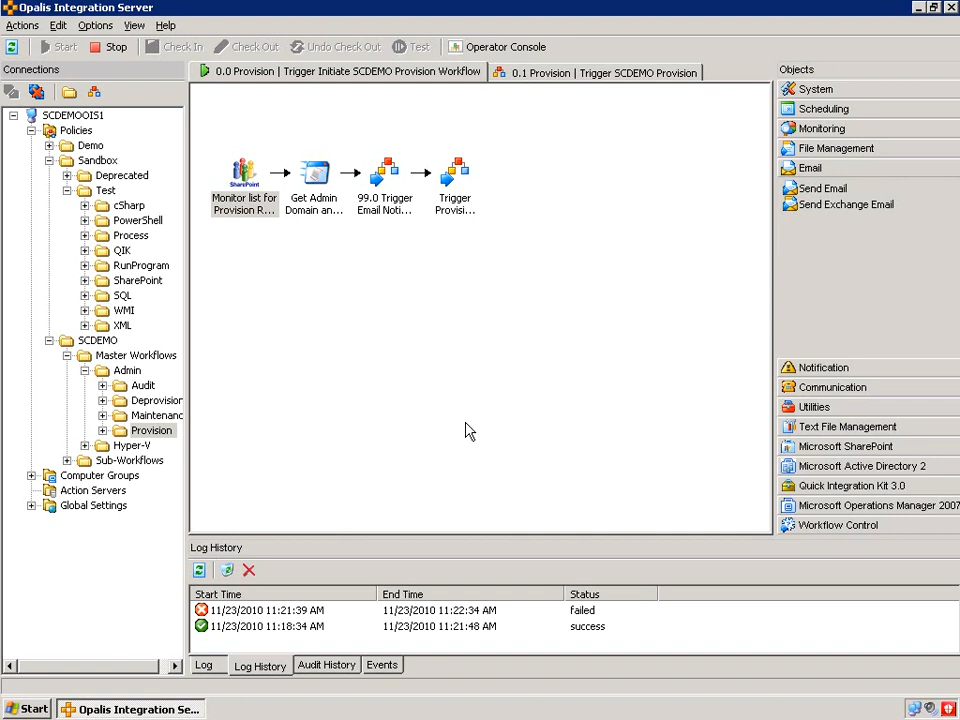 Opalis Integration Server
Actions Edit Options View Help
Start Stop Check In Check Out Undo Check Out Test Operator Console
Connections
0.0 Provision | Trigger Initiate SCDEMO Provision Workflow
0.1 Provision | Trigger SCDEMO Provision
Objects
SCDEMOOIS1
Policies
Demo
Sandbox
Deprecated
Test
cSharp
PowerShell
Process
QIK
RunProgram
SharePoint
SQL
WMI
XML
SCDEMO
Master Workflows
Admin
Audit
Deprovision
Maintenanc
Provision
Hyper-V
Sub-Workflows
Computer Groups
Action Servers
Global Settings
SharePoint
Monitor list for
Provision R...
Get Admin
Domain an...
99.0 Trigger
Email Noti...
Trigger
Provisi...
System
Scheduling
Monitoring
File Management
Email
Send Email
Send Exchange Email
Notification
Communication
Utilities
Text File Management
Microsoft SharePoint
Microsoft Active Directory 2
Quick Integration Kit 3.0
Microsoft Operations Manager 2007
Workflow Control
Log History
Start Time End Time Status
11/23/2010 11:21:39 AM 11/23/2010 11:22:34 AM failed
11/23/2010 11:18:34 AM 11/23/2010 11:21:48 AM success
Log Log History Audit History Events
Start Opalis Integration Se...